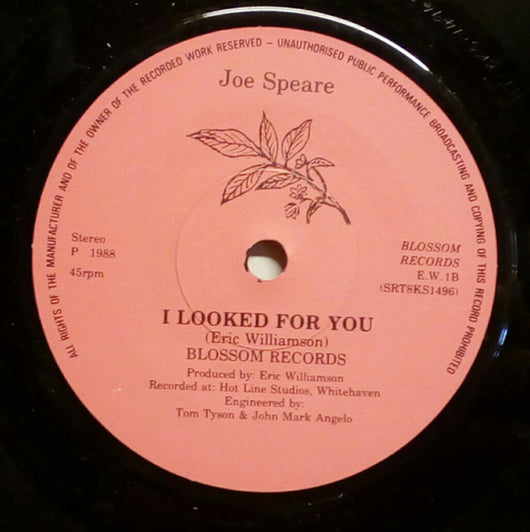 ALL RIGHTS OF THE MANUFACTURER AND OF THE OWNER OF THE RECORDED WORK RESERVED – UNAUTHORISED PUBLIC PERFORMANCE BROADCASTING AND COPYING OF THIS RECORD PROHIBITED
Joe Speare
Stereo
P 1988
45rpm
BLOSSOM
RECORDS
E.W. 1B
(SRT8KS1496)
I LOOKED FOR YOU
(Eric Williamson)
BLOSSOM RECORDS
Produced by: Eric Williamson
Recorded at: Hot Line Studios, Whitehaven
Engineered by:
Tom Tyson & John Mark Angelo